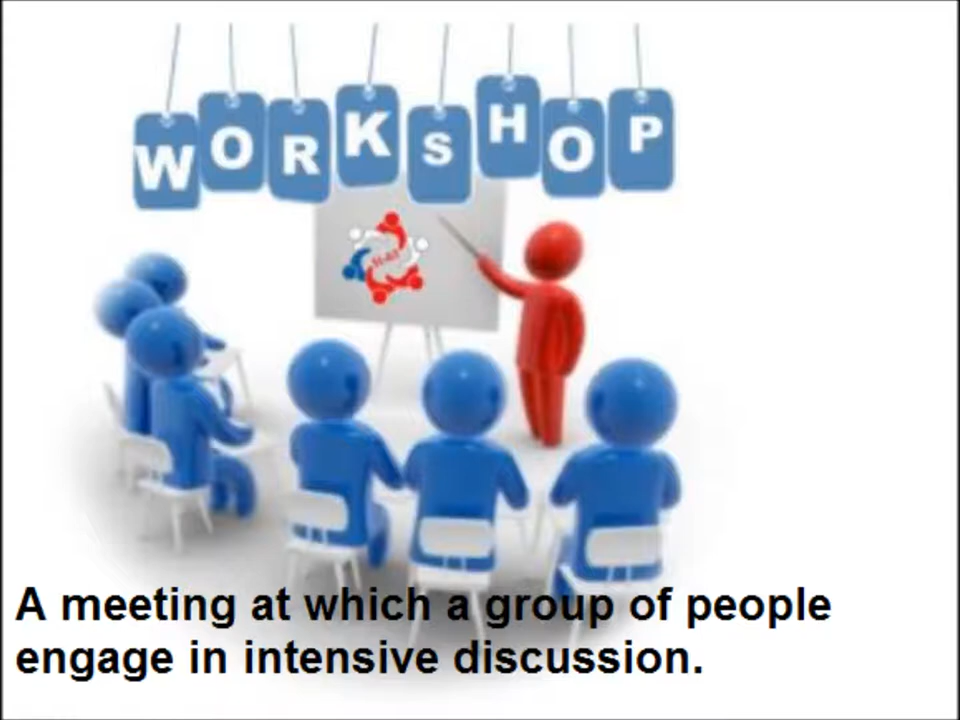 WORKSHOP
A meeting at which a group of people
engage in intensive discussion.